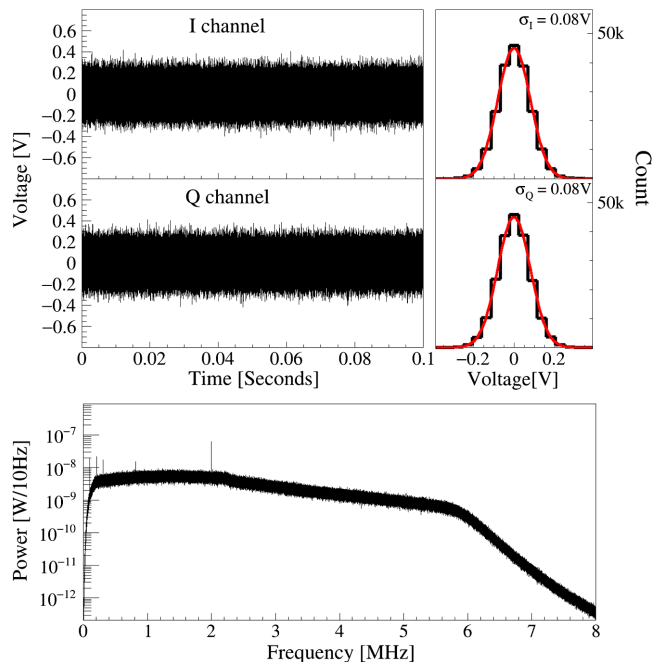 I channel
0.6
0.4
0.2
0
−0.2
−0.4
−0.6
σI = 0.08V
50k
Voltage [V]
Count
Q channel
0.6
0.4
0.2
0
−0.2
−0.4
−0.6
σQ = 0.08V
50k
0 0.02 0.04 0.06 0.08 0.1
Time [Seconds]
−0.2 0 0.2
Voltage[V]
Power [W/10Hz]
10−7
10−8
10−9
10−10
10−11
10−12
0 1 2 3 4 5 6 7 8
Frequency [MHz]